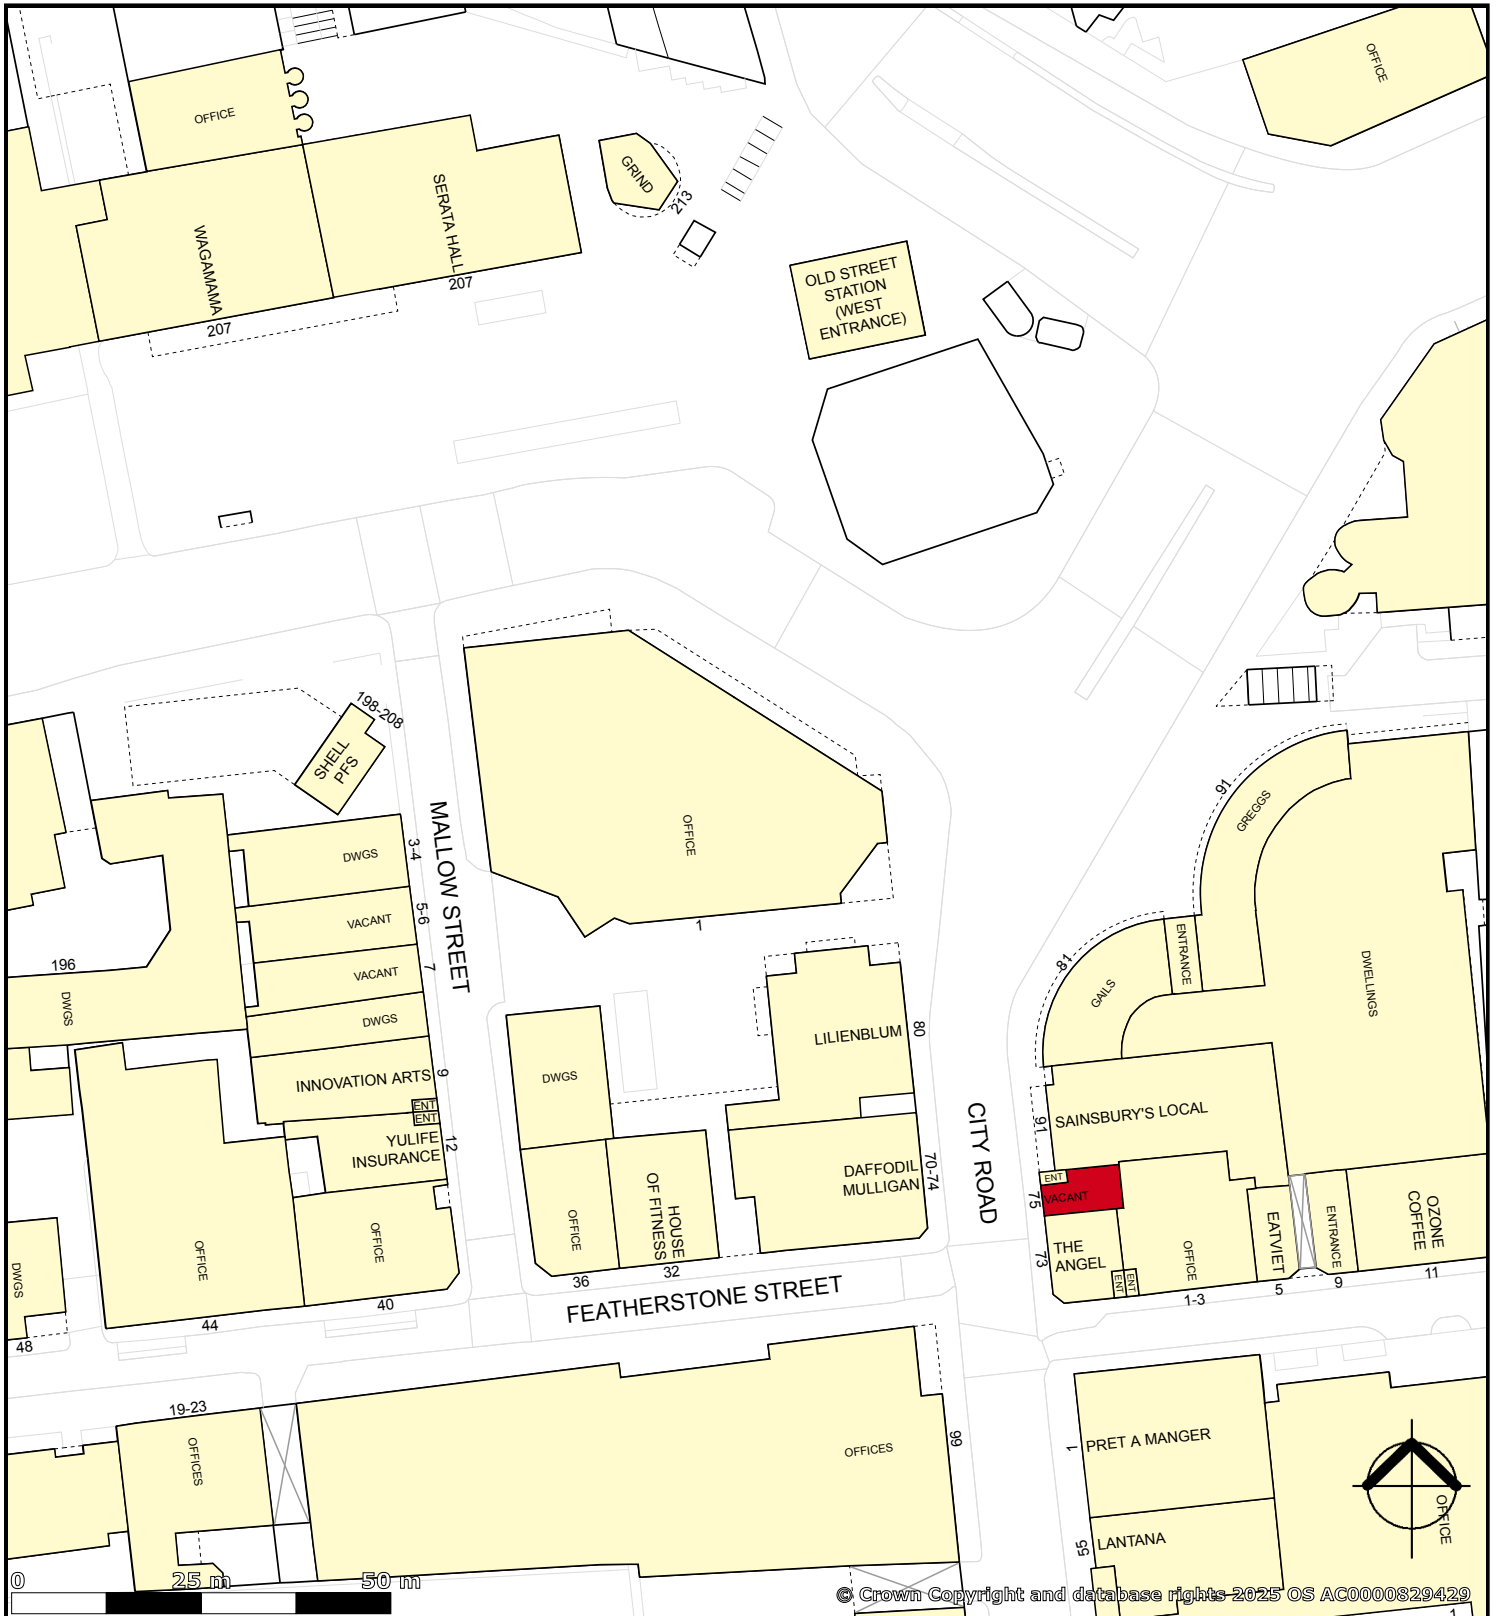 OFFICE
OFFICE
GRIND
213
SERATA HALL
207
WAGAMAMA
207
OLD STREET
STATION
(WEST
ENTRANCE)
198-208
SHELL
PFS
MALLOW STREET
OFFICE
1
91
GREGGS
3-4
DWGS
5-6
VACANT
7
VACANT
DWGS
196
DWGS
INNOVATION ARTS
9
ENT
ENT
YULIFE
INSURANCE
12
DWGS
LILIENBLUM
80
81
GAILS
ENTRANCE
DWELLINGS
CITY ROAD
SAINSBURY'S LOCAL
91
ENT
VACANT
75
DAFFODIL
MULLIGAN
70-74
HOUSE
OF FITNESS
32
OFFICE
36
OFFICE
40
OFFICE
44
DWGS
48
THE
ANGEL
73
ENT
ENT
OFFICE
1-3
EATVIET
5
ENTRANCE
9
OZONE
COFFEE
11
FEATHERSTONE STREET
19-23
OFFICES
OFFICES
99
1
PRET A MANGER
55
LANTANA
OFFICE
1
0
25 m
50 m
© Crown Copyright and database rights 2025 OS AC0000829429